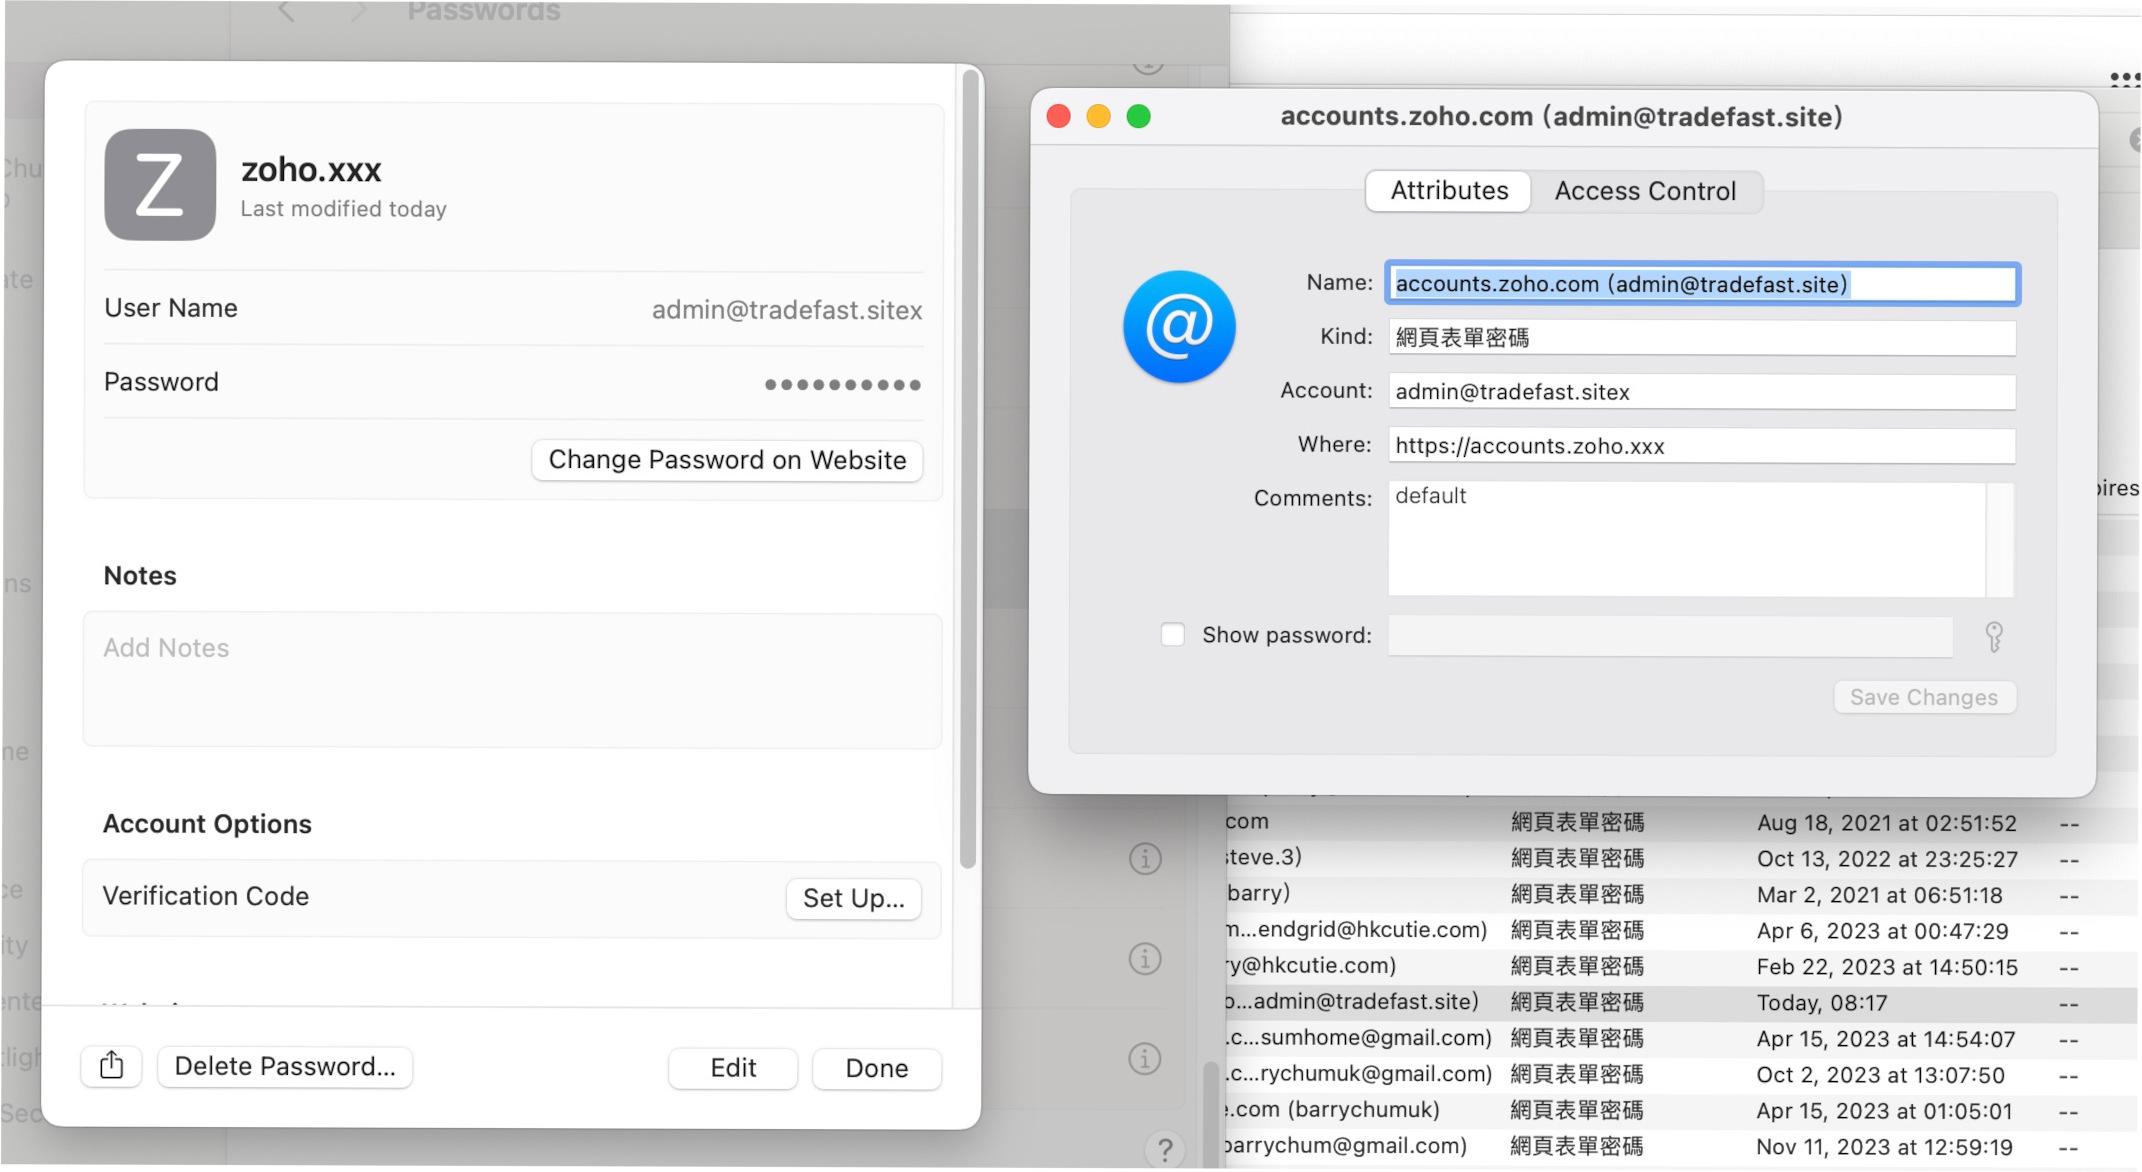 Passwords
zoho.xxx
Last modified today
User Name
admin@tradefast.sitex
Password
Change Password on Website
Notes
Add Notes
Account Options
Verification Code
Set Up...
Delete Password...
Edit
Done
?
accounts.zoho.com (admin@tradefast.site)
Attributes
Access Control
Name: accounts.zoho.com (admin@tradefast.site)
Kind: 網頁表單密碼
Account: admin@tradefast.sitex
Where: https://accounts.zoho.xxx
Comments: default
Show password:
Save Changes
com 網頁表單密碼 Aug 18, 2021 at 02:51:52 --
steve.3) 網頁表單密碼 Oct 13, 2022 at 23:25:27 --
barry) 網頁表單密碼 Mar 2, 2021 at 06:51:18 --
m...endgrid@hkcutie.com) 網頁表單密碼 Apr 6, 2023 at 00:47:29 --
ry@hkcutie.com) 網頁表單密碼 Feb 22, 2023 at 14:50:15 --
o...admin@tradefast.site) 網頁表單密碼 Today, 08:17 --
.c...sumhome@gmail.com) 網頁表單密碼 Apr 15, 2023 at 14:54:07 --
.c...rychumuk@gmail.com) 網頁表單密碼 Oct 2, 2023 at 13:07:50 --
e.com (barrychumuk) 網頁表單密碼 Apr 15, 2023 at 01:05:01 --
barrychum@gmail.com) 網頁表單密碼 Nov 11, 2023 at 12:59:19 --